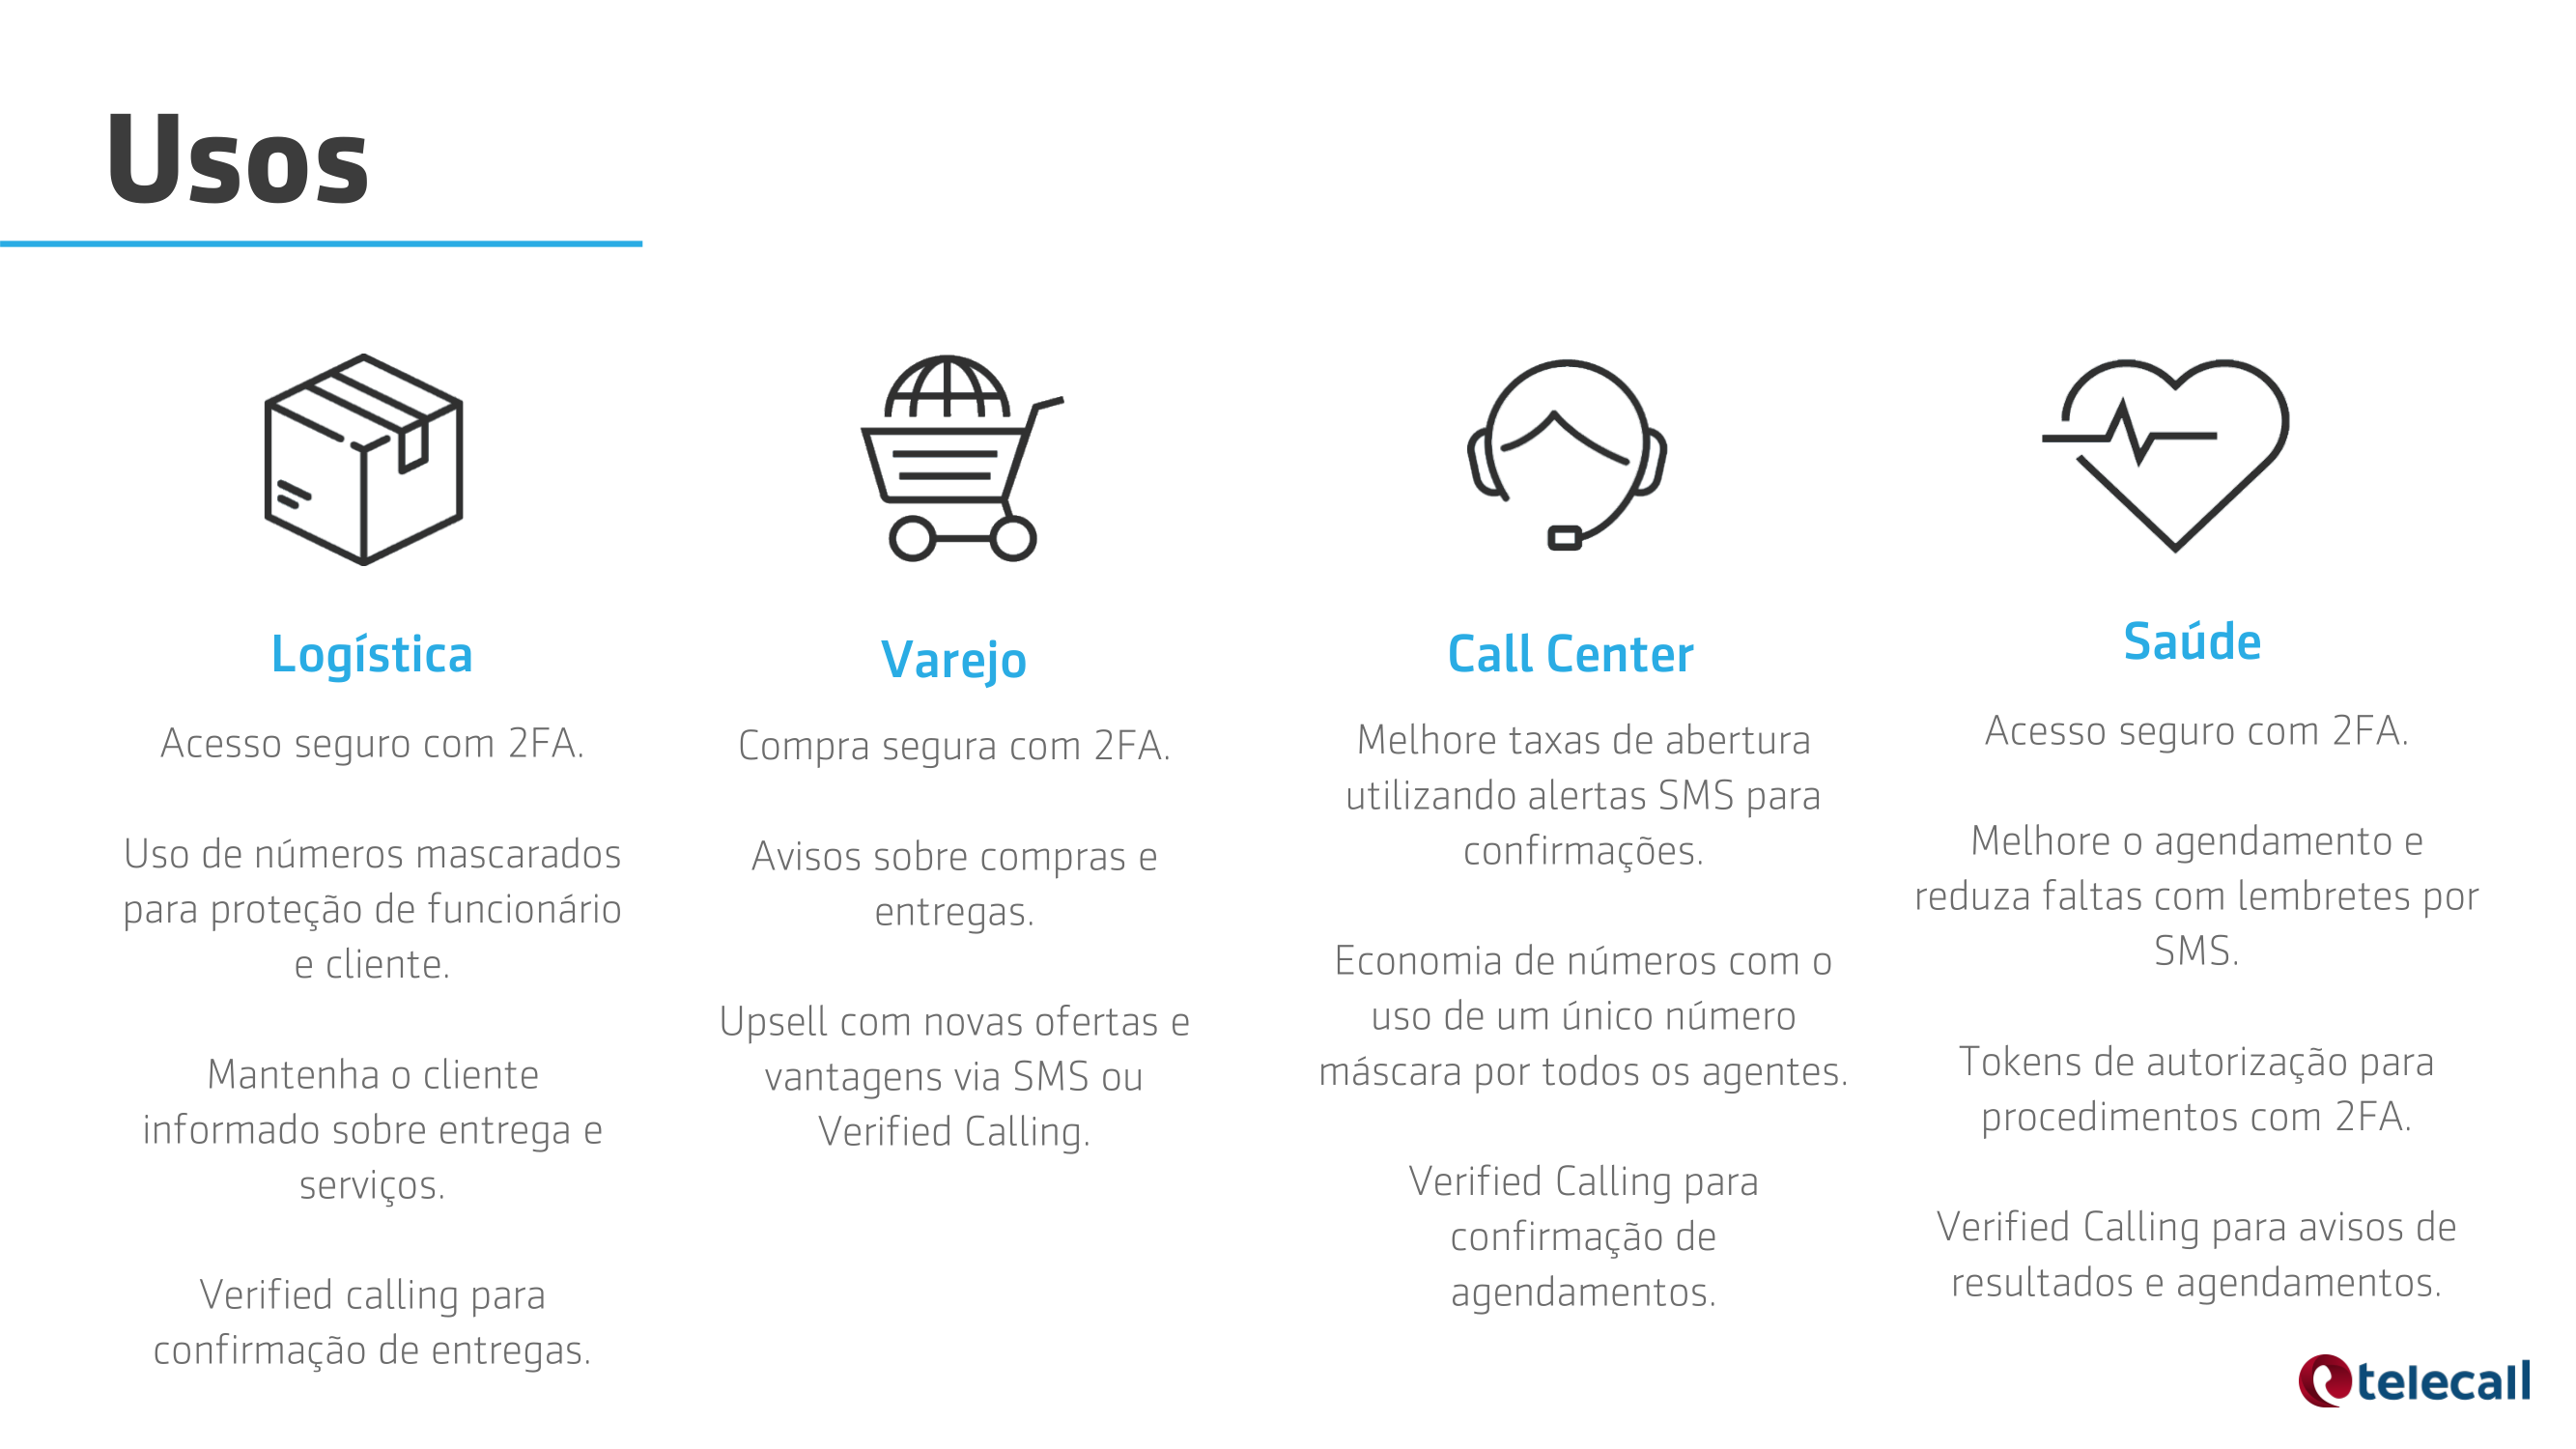 Usos
Logística
Acesso seguro com 2FA.
Uso de números mascarados
para proteção de funcionário
e cliente.
Mantenha o cliente
informado sobre entrega e
serviços.
Verified calling para
confirmação de entregas.
Varejo
Compra segura com 2FA.
Avisos sobre compras e
entregas.
Upsell com novas ofertas e
vantagens via SMS ou
Verified Calling.
Call Center
Melhore taxas de abertura
utilizando alertas SMS para
confirmações.
Economia de números com o
uso de um único número
máscara por todos os agentes.
Verified Calling para
confirmação de
agendamentos.
Saúde
Acesso seguro com 2FA.
Melhore o agendamento e
reduza faltas com lembretes por
SMS.
Tokens de autorização para
procedimentos com 2FA.
Verified Calling para avisos de
resultados e agendamentos.
telecall